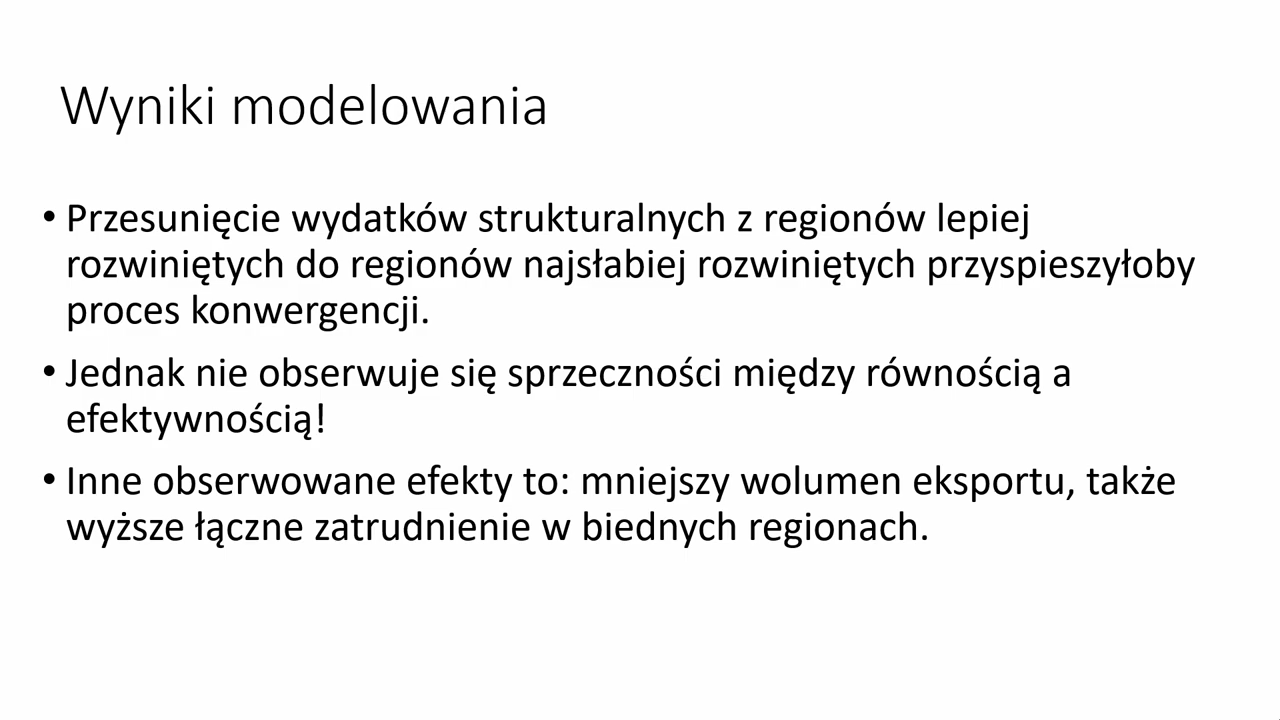 Wyniki modelowania
• Przesunięcie wydatków strukturalnych z regionów lepiej
rozwiniętych do regionów najsłabiej rozwiniętych przyspieszyłoby
proces konwergencji.
• Jednak nie obserwuje się sprzeczności między równością a
efektywnością!
• Inne obserwowane efekty to: mniejszy wolumen eksportu, także
wyższe łączne zatrudnienie w biednych regionach.